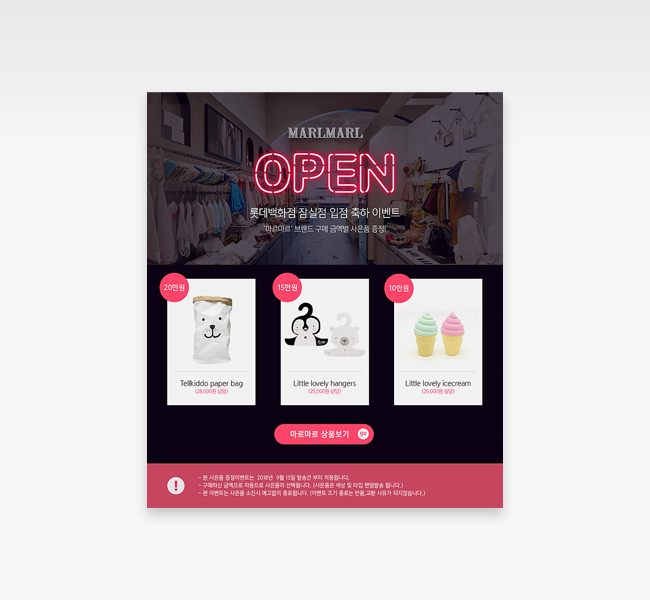 MARLMARL
OPEN
롯데백화점 잠실점 입점 축하 이벤트
'마르마르' 브랜드 구매 금액별 사은품 증정!
20만원
15만원
10만원
Tellkiddo paper bag
(28,000원 상당)
Little lovely hangers
(25,000원 상당)
Little lovely icecream
(20,000원 상당)
마르마르 상품보기
GO
- 본 사은품 증정이벤트는 2018년 9월 15일 발송건 부터 적용됩니다.
- 구매하신 금액으로 자동으로 사은품이 선택됩니다. (사은품은 색상 및 타입 랜덤발송 됩니다.)
- 본 이벤트는 사은품 소진시 예고없이 종료됩니다. (이벤트 조기 종료는 반품,교환 사유가 되지않습니다.)